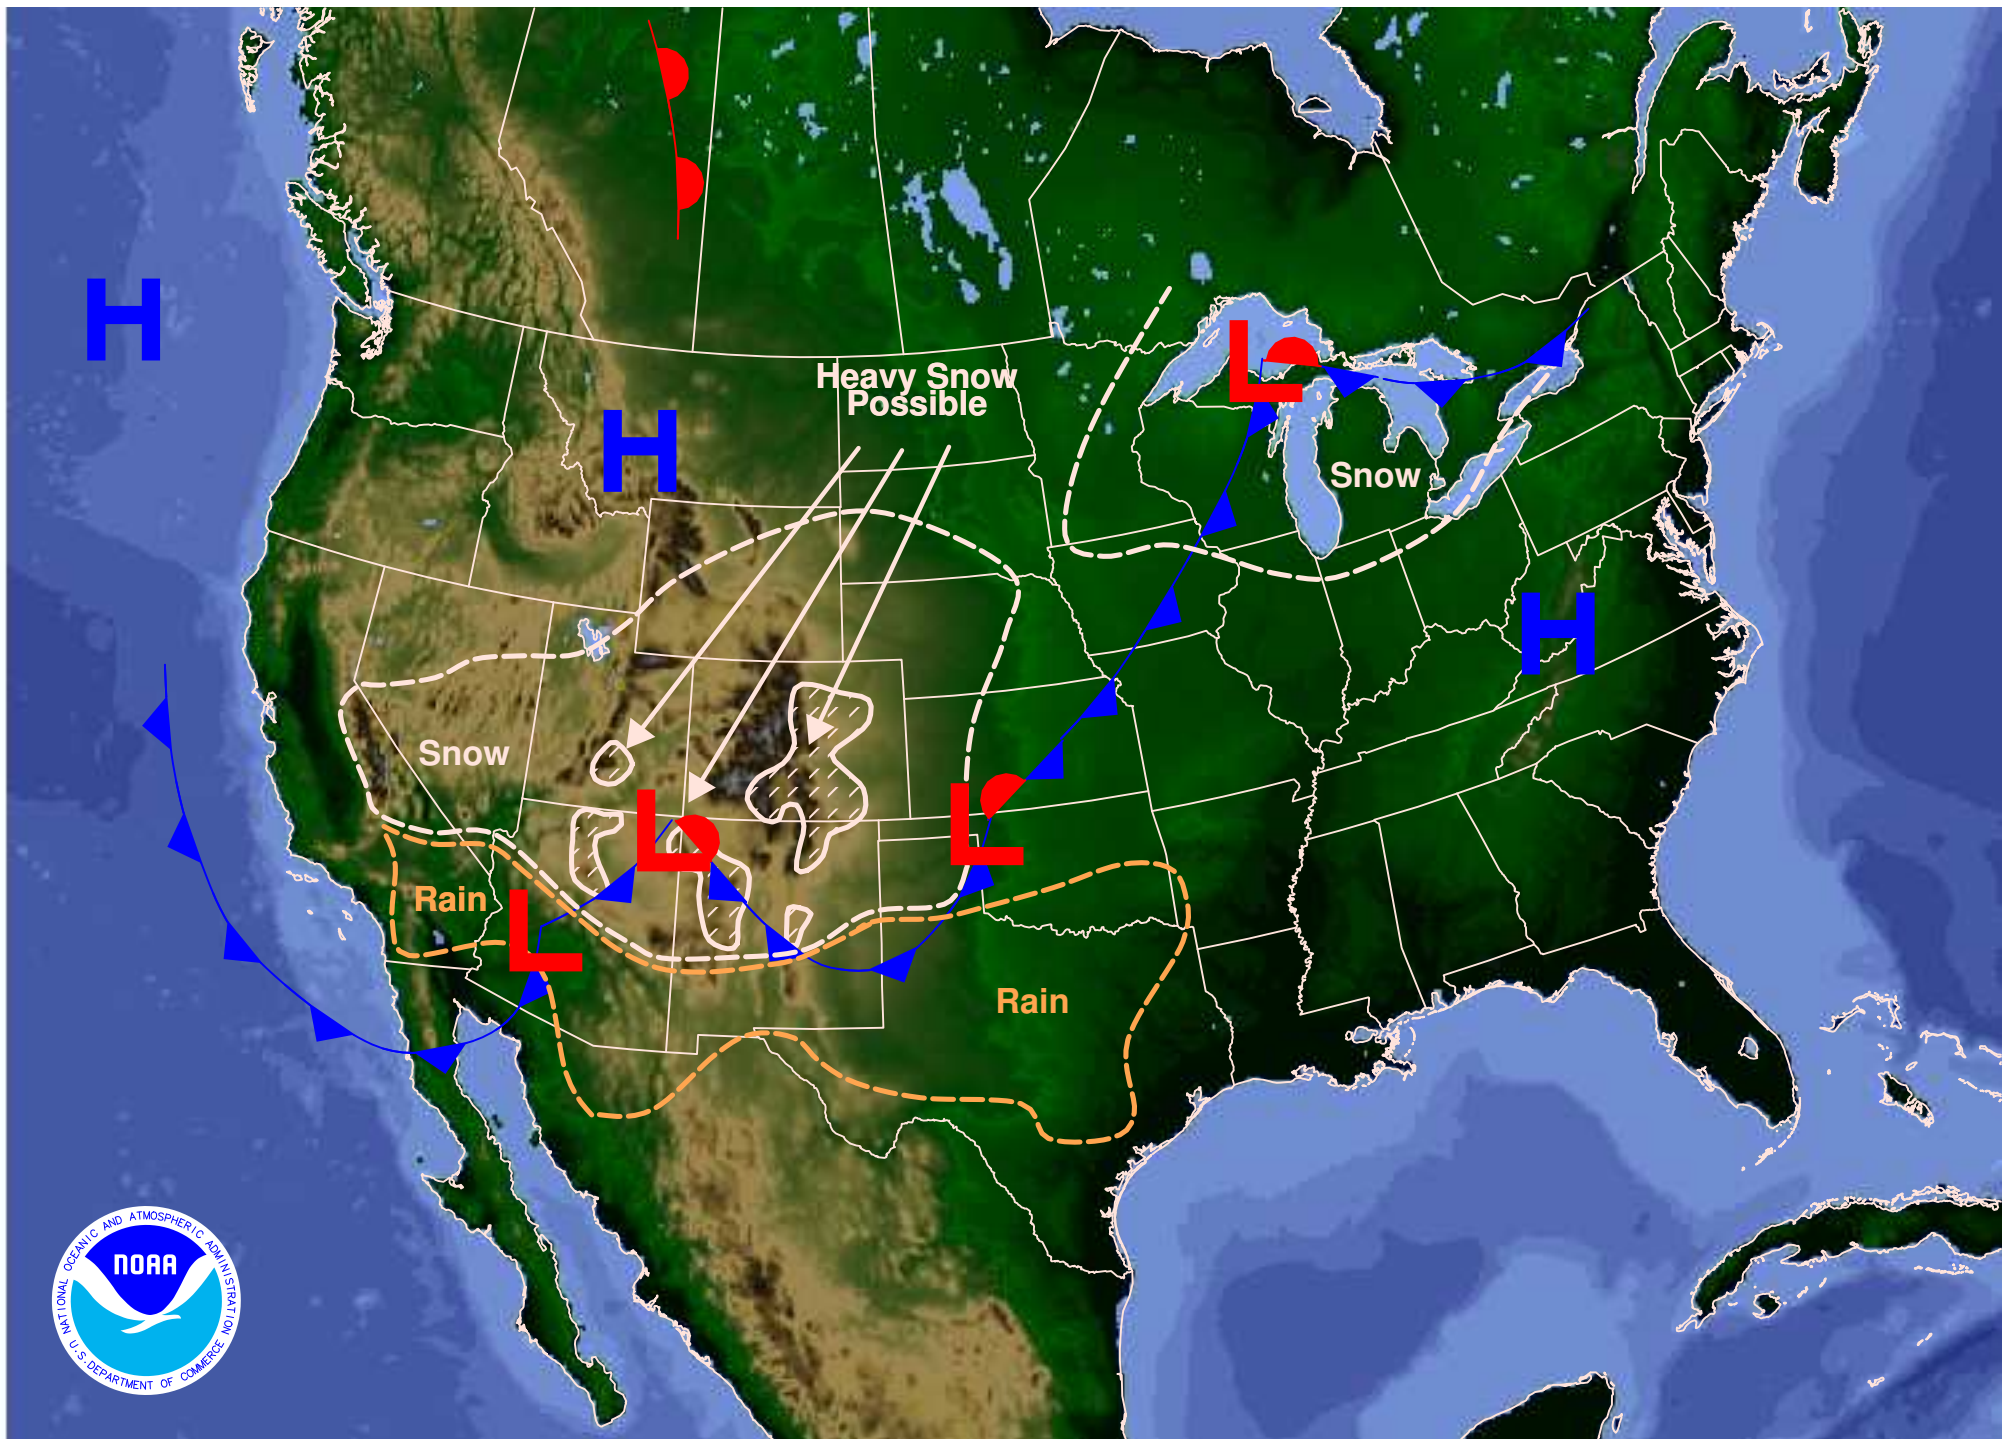 H
H
Heavy Snow
Possible
L
Snow
H
Snow
L
L
Rain
L
Rain
NATIONAL OCEANIC AND ATMOSPHERIC ADMINISTRATION
NOAA
U.S. DEPARTMENT OF COMMERCE